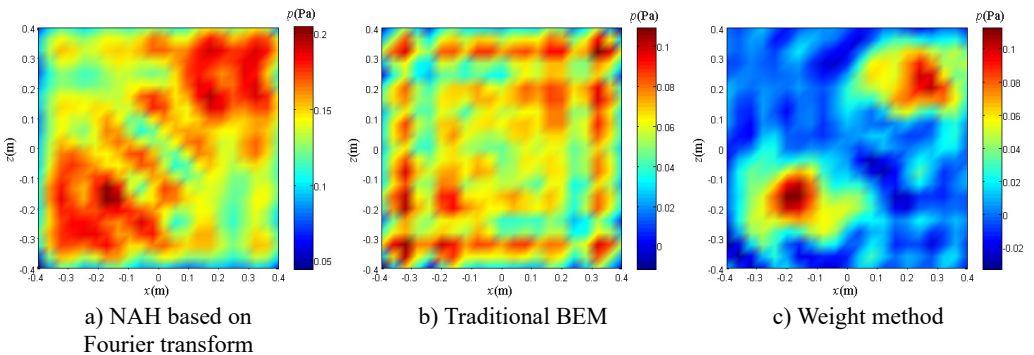 p(Pa)
0.4
0.3
0.2
0.1
0
-0.1
-0.2
-0.3
-0.4
z(m)
-0.4 -0.3 -0.2 -0.1 0 0.1 0.2 0.3 0.4
x(m)
0.2
0.15
0.1
0.05
a) NAH based on
Fourier transform
p(Pa)
0.4
0.3
0.2
0.1
0
-0.1
-0.2
-0.3
-0.4
z(m)
-0.4 -0.3 -0.2 -0.1 0 0.1 0.2 0.3 0.4
x(m)
0.1
0.08
0.06
0.04
0.02
0
b) Traditional BEM
p(Pa)
0.4
0.3
0.2
0.1
0
-0.1
-0.2
-0.3
-0.4
z(m)
-0.4 -0.3 -0.2 -0.1 0 0.1 0.2 0.3 0.4
x(m)
0.1
0.08
0.06
0.04
0.02
0
-0.02
c) Weight method